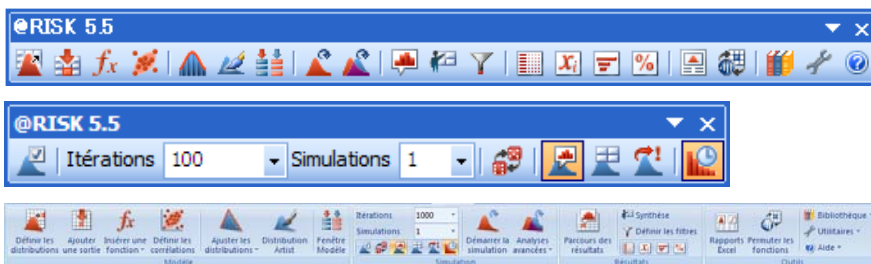 @RISK 5.5
fx
Xi
%
@RISK 5.5
Itérations 100 Simulations 1
Itérations 1000
Simulations 1
Définir les distributions
Ajouter une sortie
Insérer une fonction
Définir les corrélations
Ajuster les distributions
Distribution Artist
Fenêtre Modèle
Démarrer la simulation
Analyses avancées
Parcours des résultats
Synthèse
Définir les filtres
Rapports Excel
Permuter les fonctions
Bibliothèque
Utilitaires
Aide
Modèle
Simulation
Résultats
Outils